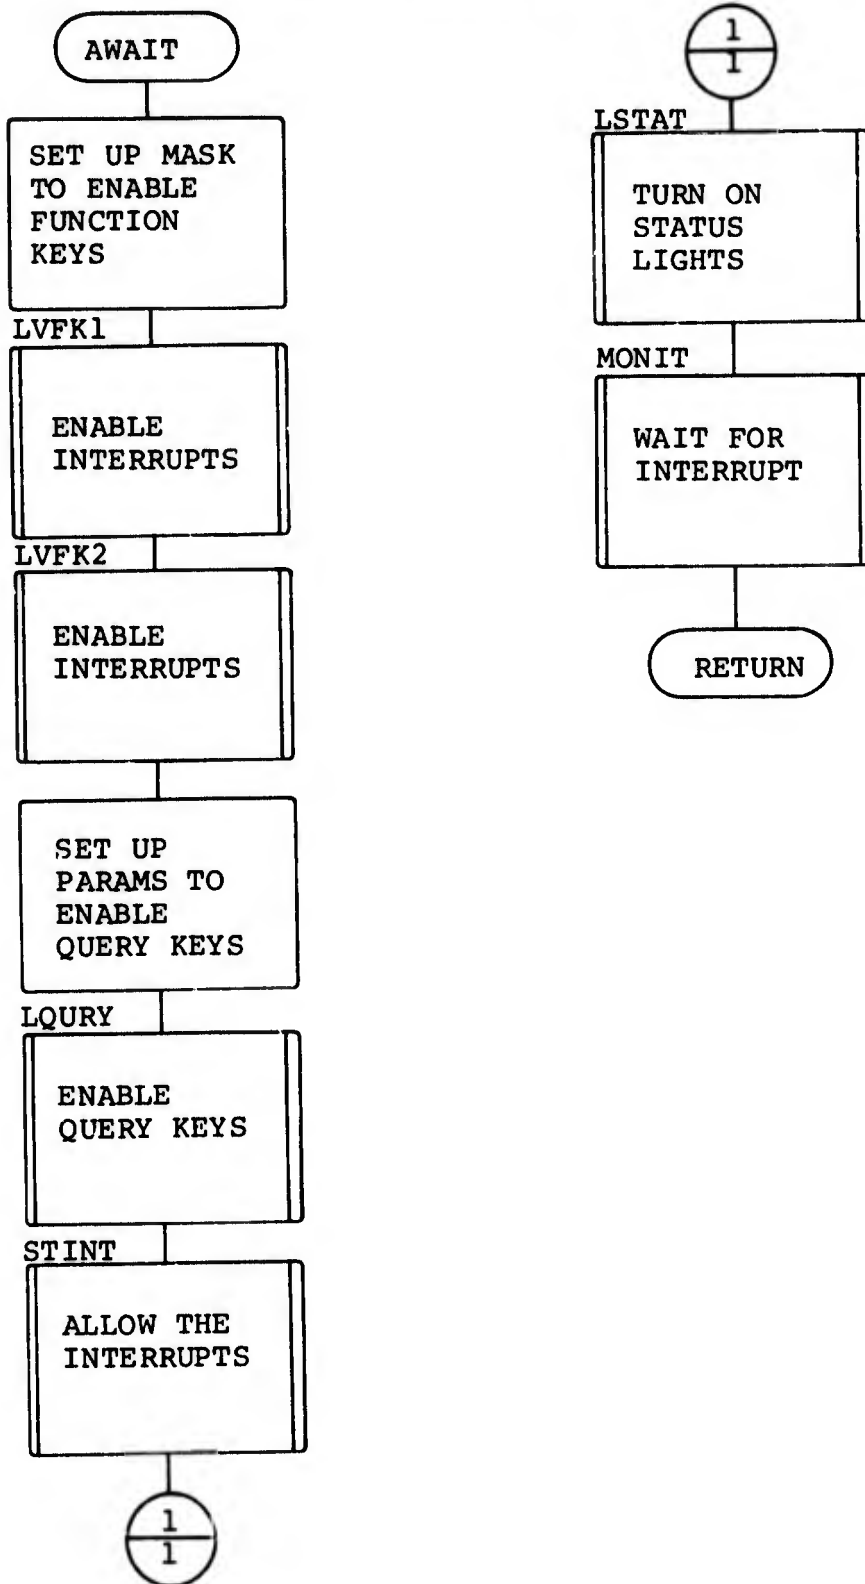 AWAIT
SET UP MASK
TO ENABLE
FUNCTION
KEYS
LVFK1
ENABLE
INTERRUPTS
LVFK2
ENABLE
INTERRUPTS
SET UP
PARAMS TO
ENABLE
QUERY KEYS
LQURY
ENABLE
QUERY KEYS
STINT
ALLOW THE
INTERRUPTS
1
1
1
1
LSTAT
TURN ON
STATUS
LIGHTS
MONIT
WAIT FOR
INTERRUPT
RETURN